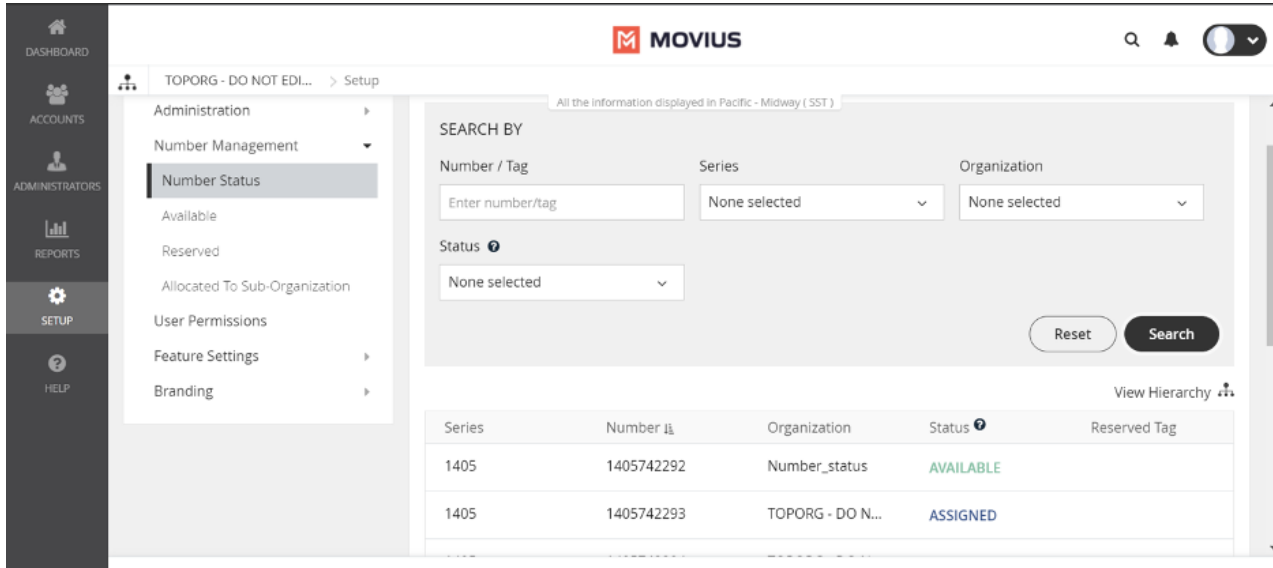 MOVIUS
DASHBOARD
ACCOUNTS
ADMINISTRATORS
REPORTS
SETUP
HELP
TOPORG - DO NOT EDI... > Setup
All the information displayed in Pacific - Midway ( SST )
Administration
Number Management
Number Status
Available
Reserved
Allocated To Sub-Organization
User Permissions
Feature Settings
Branding
SEARCH BY
Number / Tag Series Organization
Enter number/tag None selected None selected
Status
None selected
Reset Search
View Hierarchy
Series Number Organization Status Reserved Tag
1405 1405742292 Number_status AVAILABLE
1405 1405742293 TOPORG - DO N... ASSIGNED